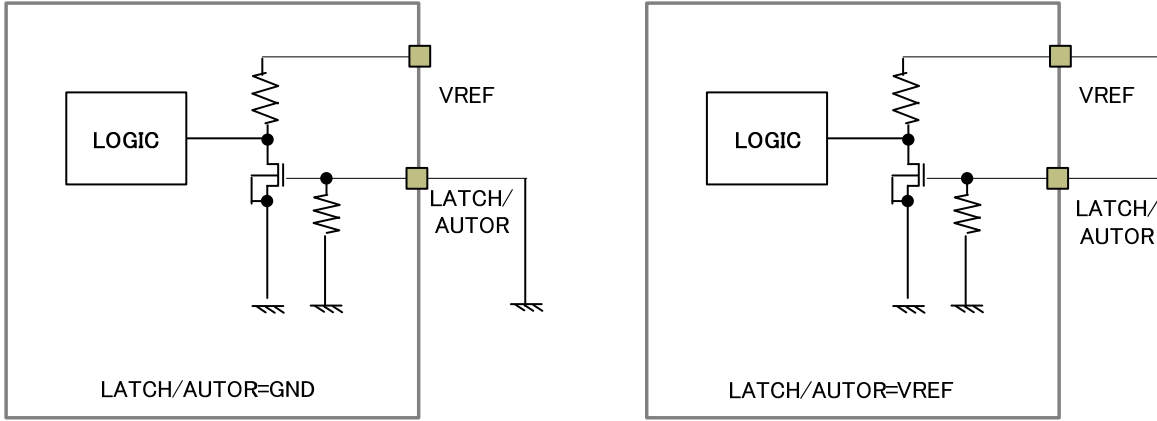 VREF
LOGIC
LATCH/
AUTOR
LATCH/AUTOR=GND
VREF
LOGIC
LATCH/
AUTOR
LATCH/AUTOR=VREF